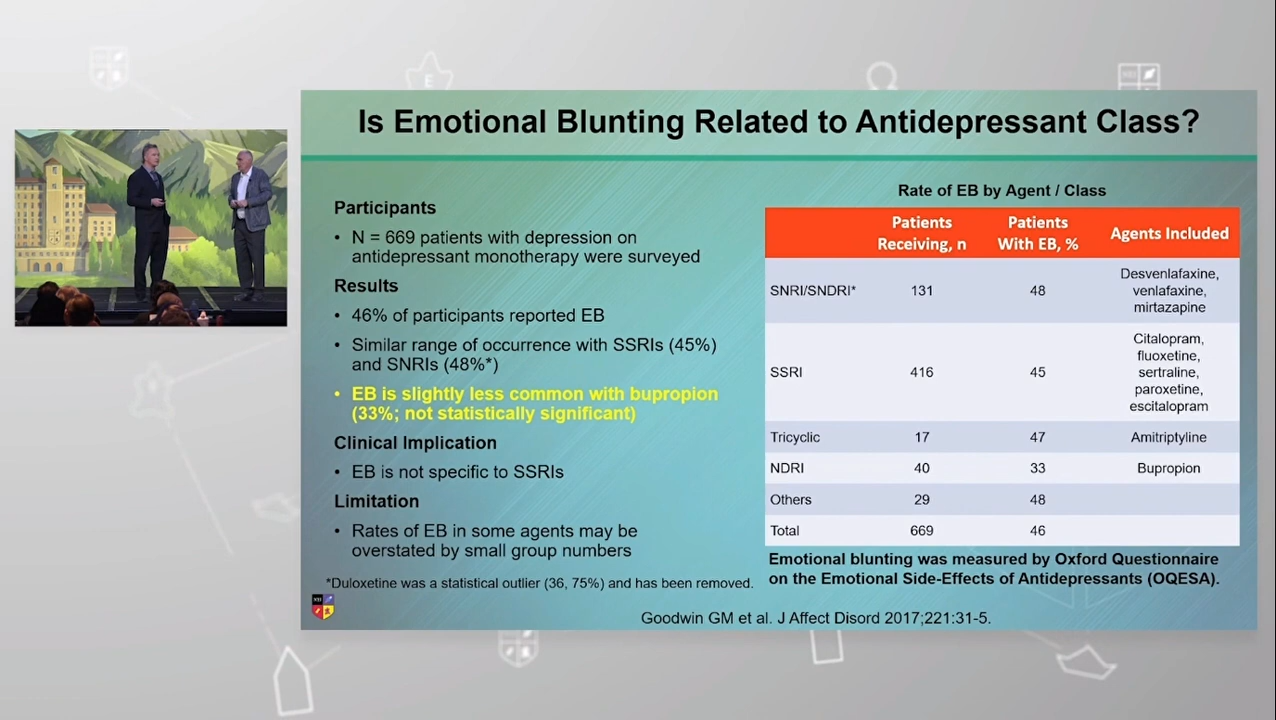 Is Emotional Blunting Related to Antidepressant Class?
Participants
• N = 669 patients with depression on
antidepressant monotherapy were surveyed
Results
• 46% of participants reported EB
• Similar range of occurrence with SSRIs (45%)
and SNRIs (48%*)
• EB is slightly less common with bupropion
(33%; not statistically significant)
Clinical Implication
• EB is not specific to SSRIs
Limitation
• Rates of EB in some agents may be
overstated by small group numbers
*Duloxetine was a statistical outlier (36, 75%) and has been removed.
Rate of EB by Agent / Class
Patients Receiving, n Patients With EB, % Agents Included
SNRI/SNDRI* 131 48 Desvenlafaxine, venlafaxine, mirtazapine
SSRI 416 45 Citalopram, fluoxetine, sertraline, paroxetine, escitalopram
Tricyclic 17 47 Amitriptyline
NDRI 40 33 Bupropion
Others 29 48
Total 669 46
Emotional blunting was measured by Oxford Questionnaire
on the Emotional Side-Effects of Antidepressants (OQESA).
Goodwin GM et al. J Affect Disord 2017;221:31-5.
E